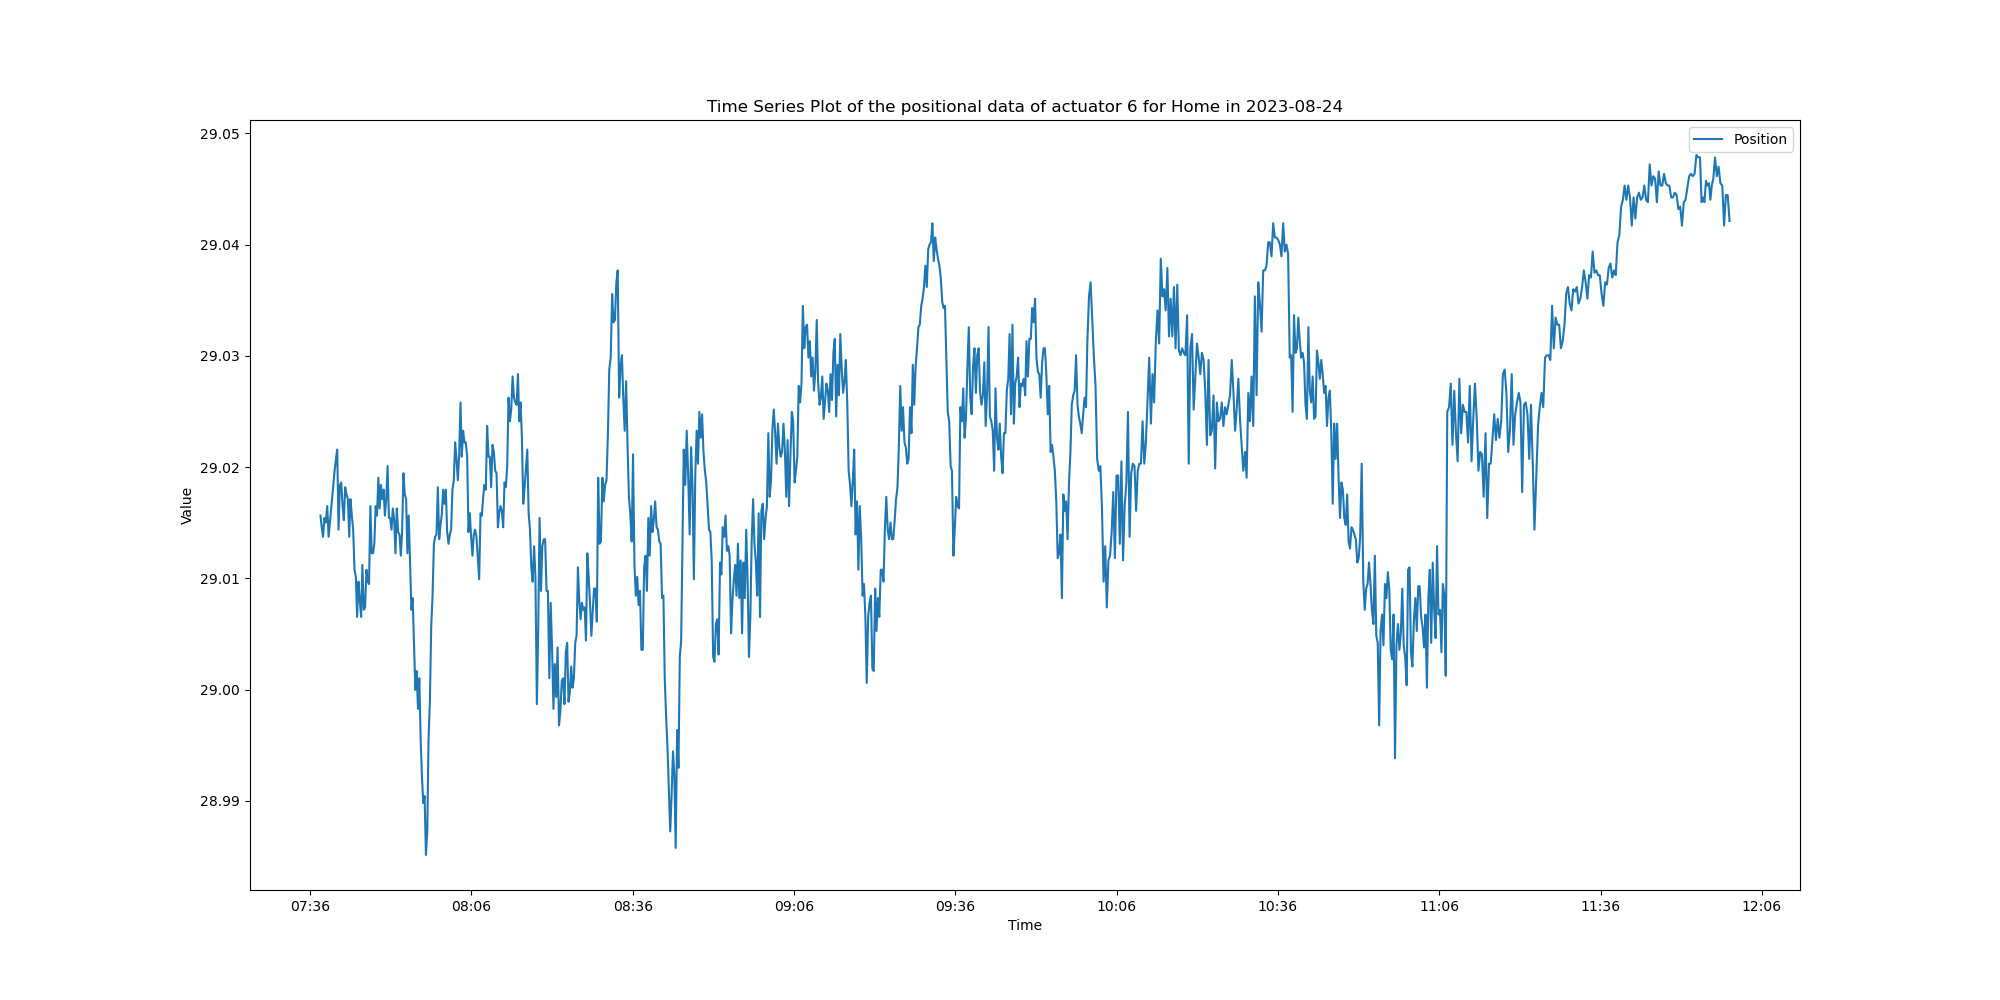 Time Series Plot of the positional data of actuator 6 for Home in 2023-08-24
Position
29.05
29.04
29.03
29.02
29.01
29.00
28.99
Value
07:36 08:06 08:36 09:06 09:36 10:06 10:36 11:06 11:36 12:06
Time